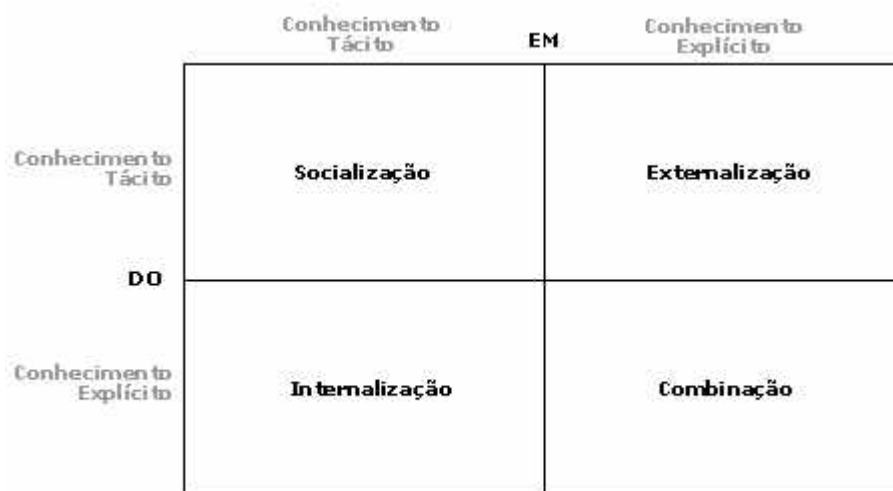 Conhecimento
Tácito
EM
Conhecimento
Explícito
Conhecimento
Tácito
Socialização
Externalização
DO
Conhecimento
Explícito
Internalização
Combinação